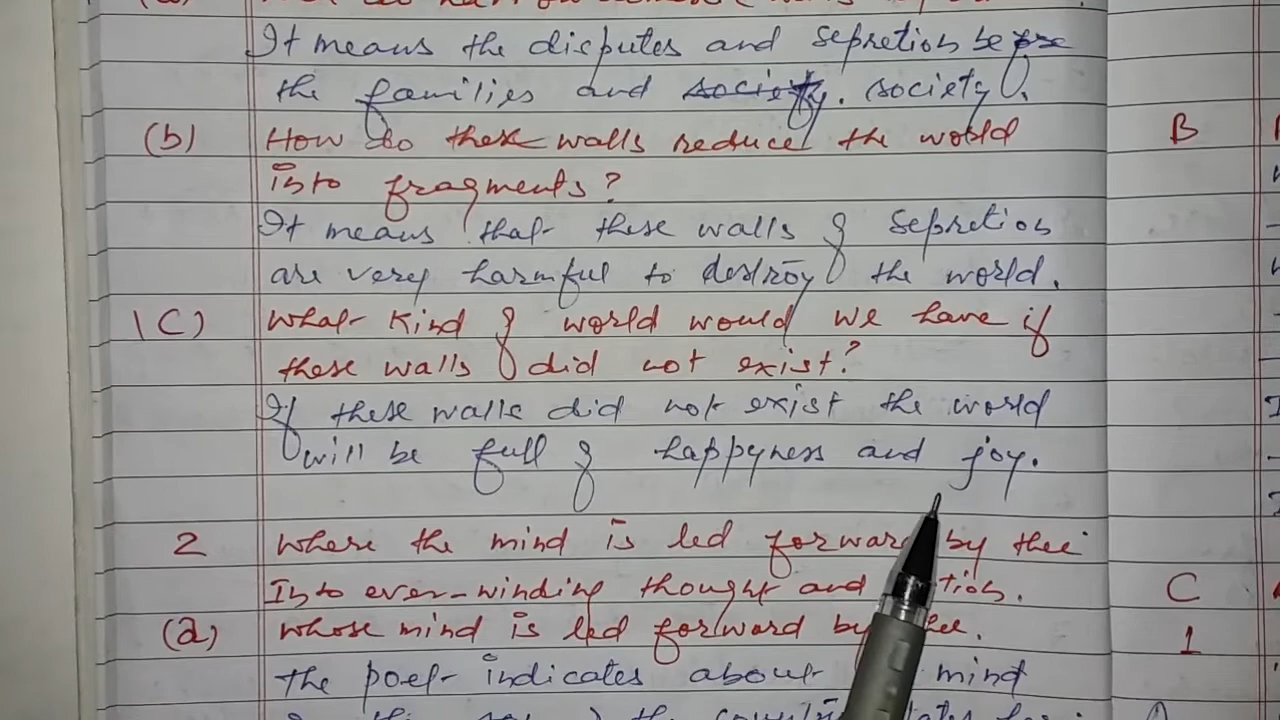 It means the disputes and sepretion
the families and society. society.
(b) How do these walls reduce the world B
into fragments?
It means that these walls of sepretion
are very harmful to destroy the world.
1(C) What kind of world would we have if
these walls did not exist?
If these walls did not exist the world
will be full of happyness and joy.
2 Where the mind is led forward by thee
Into ever-winding thought and C
(a) Whose mind is led forward by 1
The poet indicates about mind